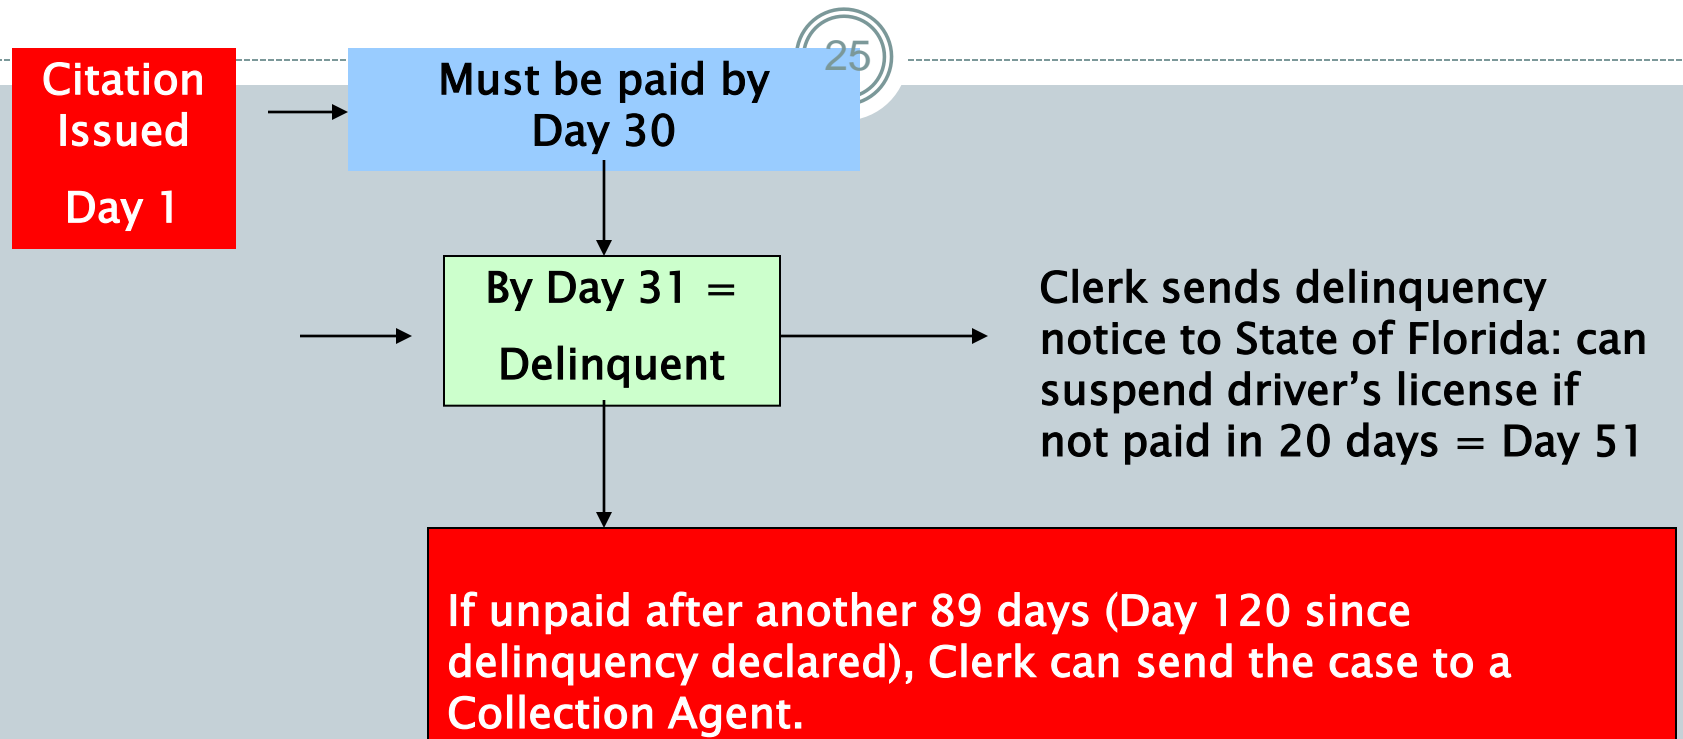 25
Citation
Issued
Day 1
Must be paid by
Day 30
By Day 31 =
Delinquent
Clerk sends delinquency
notice to State of Florida: can
suspend driver’s license if
not paid in 20 days = Day 51
If unpaid after another 89 days (Day 120 since
delinquency declared), Clerk can send the case to a
Collection Agent.